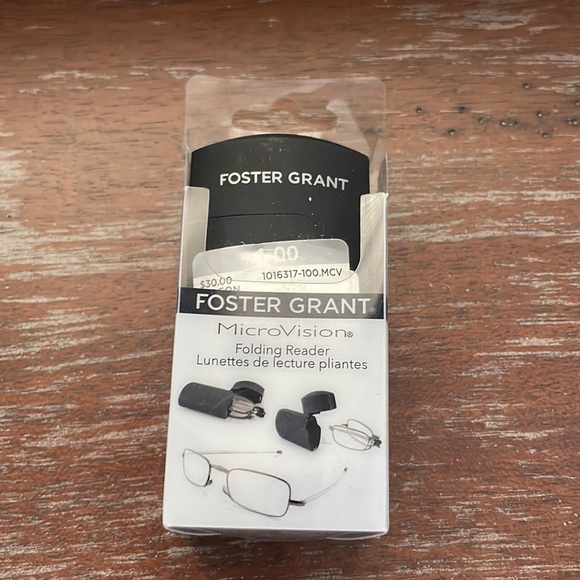 FOSTER GRANT
1016317-100.MCV
$30.00
FOSTER GRANT®
MicroVision®
Folding Reader
Lunettes de lecture pliantes